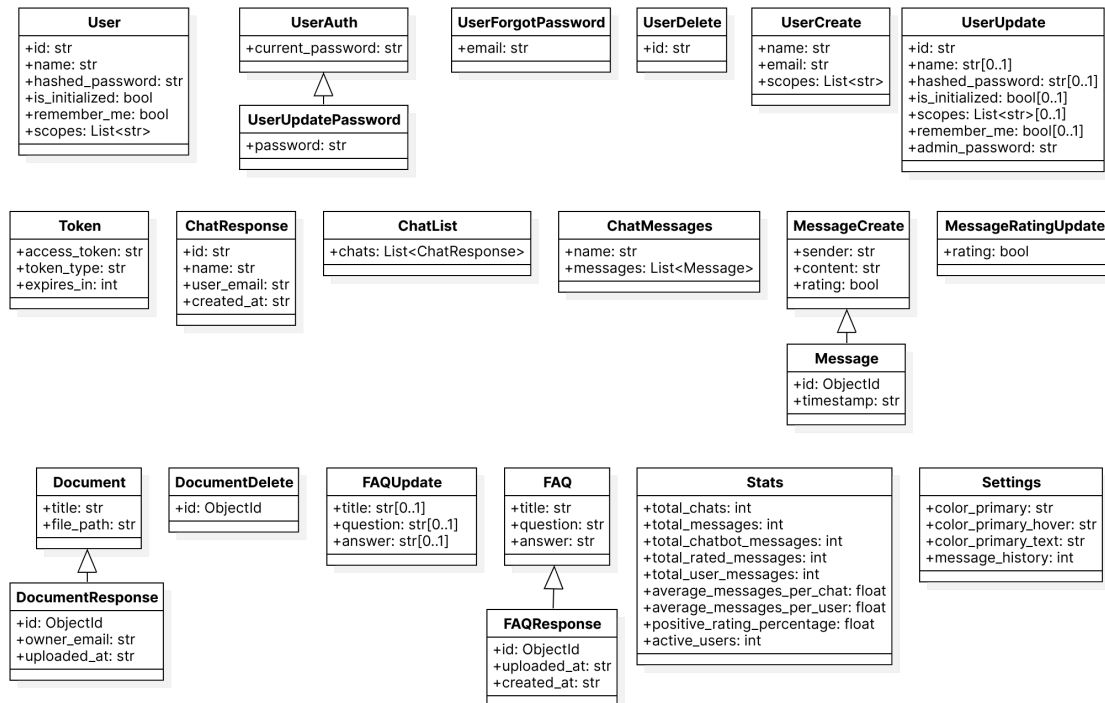 User
+id: str
+name: str
+hashed_password: str
+is_initialized: bool
+remember_me: bool
+scopes: List<str>
UserAuth
+current_password: str
UserUpdatePassword
+password: str
UserForgotPassword
+email: str
UserDelete
+id: str
UserCreate
+name: str
+email: str
+scopes: List<str>
UserUpdate
+id: str
+name: str[0..1]
+hashed_password: str[0..1]
+is_initialized: bool[0..1]
+scopes: List<str>[0..1]
+remember_me: bool[0..1]
+admin_password: str
Token
+access_token: str
+token_type: str
+expires_in: int
ChatResponse
+id: str
+name: str
+user_email: str
+created_at: str
ChatList
+chats: List<ChatResponse>
ChatMessages
+name: str
+messages: List<Message>
MessageCreate
+sender: str
+content: str
+rating: bool
Message
+id: ObjectId
+timestamp: str
MessageRatingUpdate
+rating: bool
Document
+title: str
+file_path: str
DocumentResponse
+id: ObjectId
+owner_email: str
+uploaded_at: str
DocumentDelete
+id: ObjectId
FAQUpdate
+title: str[0..1]
+question: str[0..1]
+answer: str[0..1]
FAQ
+title: str
+question: str
+answer: str
FAQResponse
+id: ObjectId
+uploaded_at: str
+created_at: str
Stats
+total_chats: int
+total_messages: int
+total_chatbot_messages: int
+total_rated_messages: int
+total_user_messages: int
+average_messages_per_chat: float
+average_messages_per_user: float
+positive_rating_percentage: float
+active_users: int
Settings
+color_primary: str
+color_primary_hover: str
+color_primary_text: str
+message_history: int